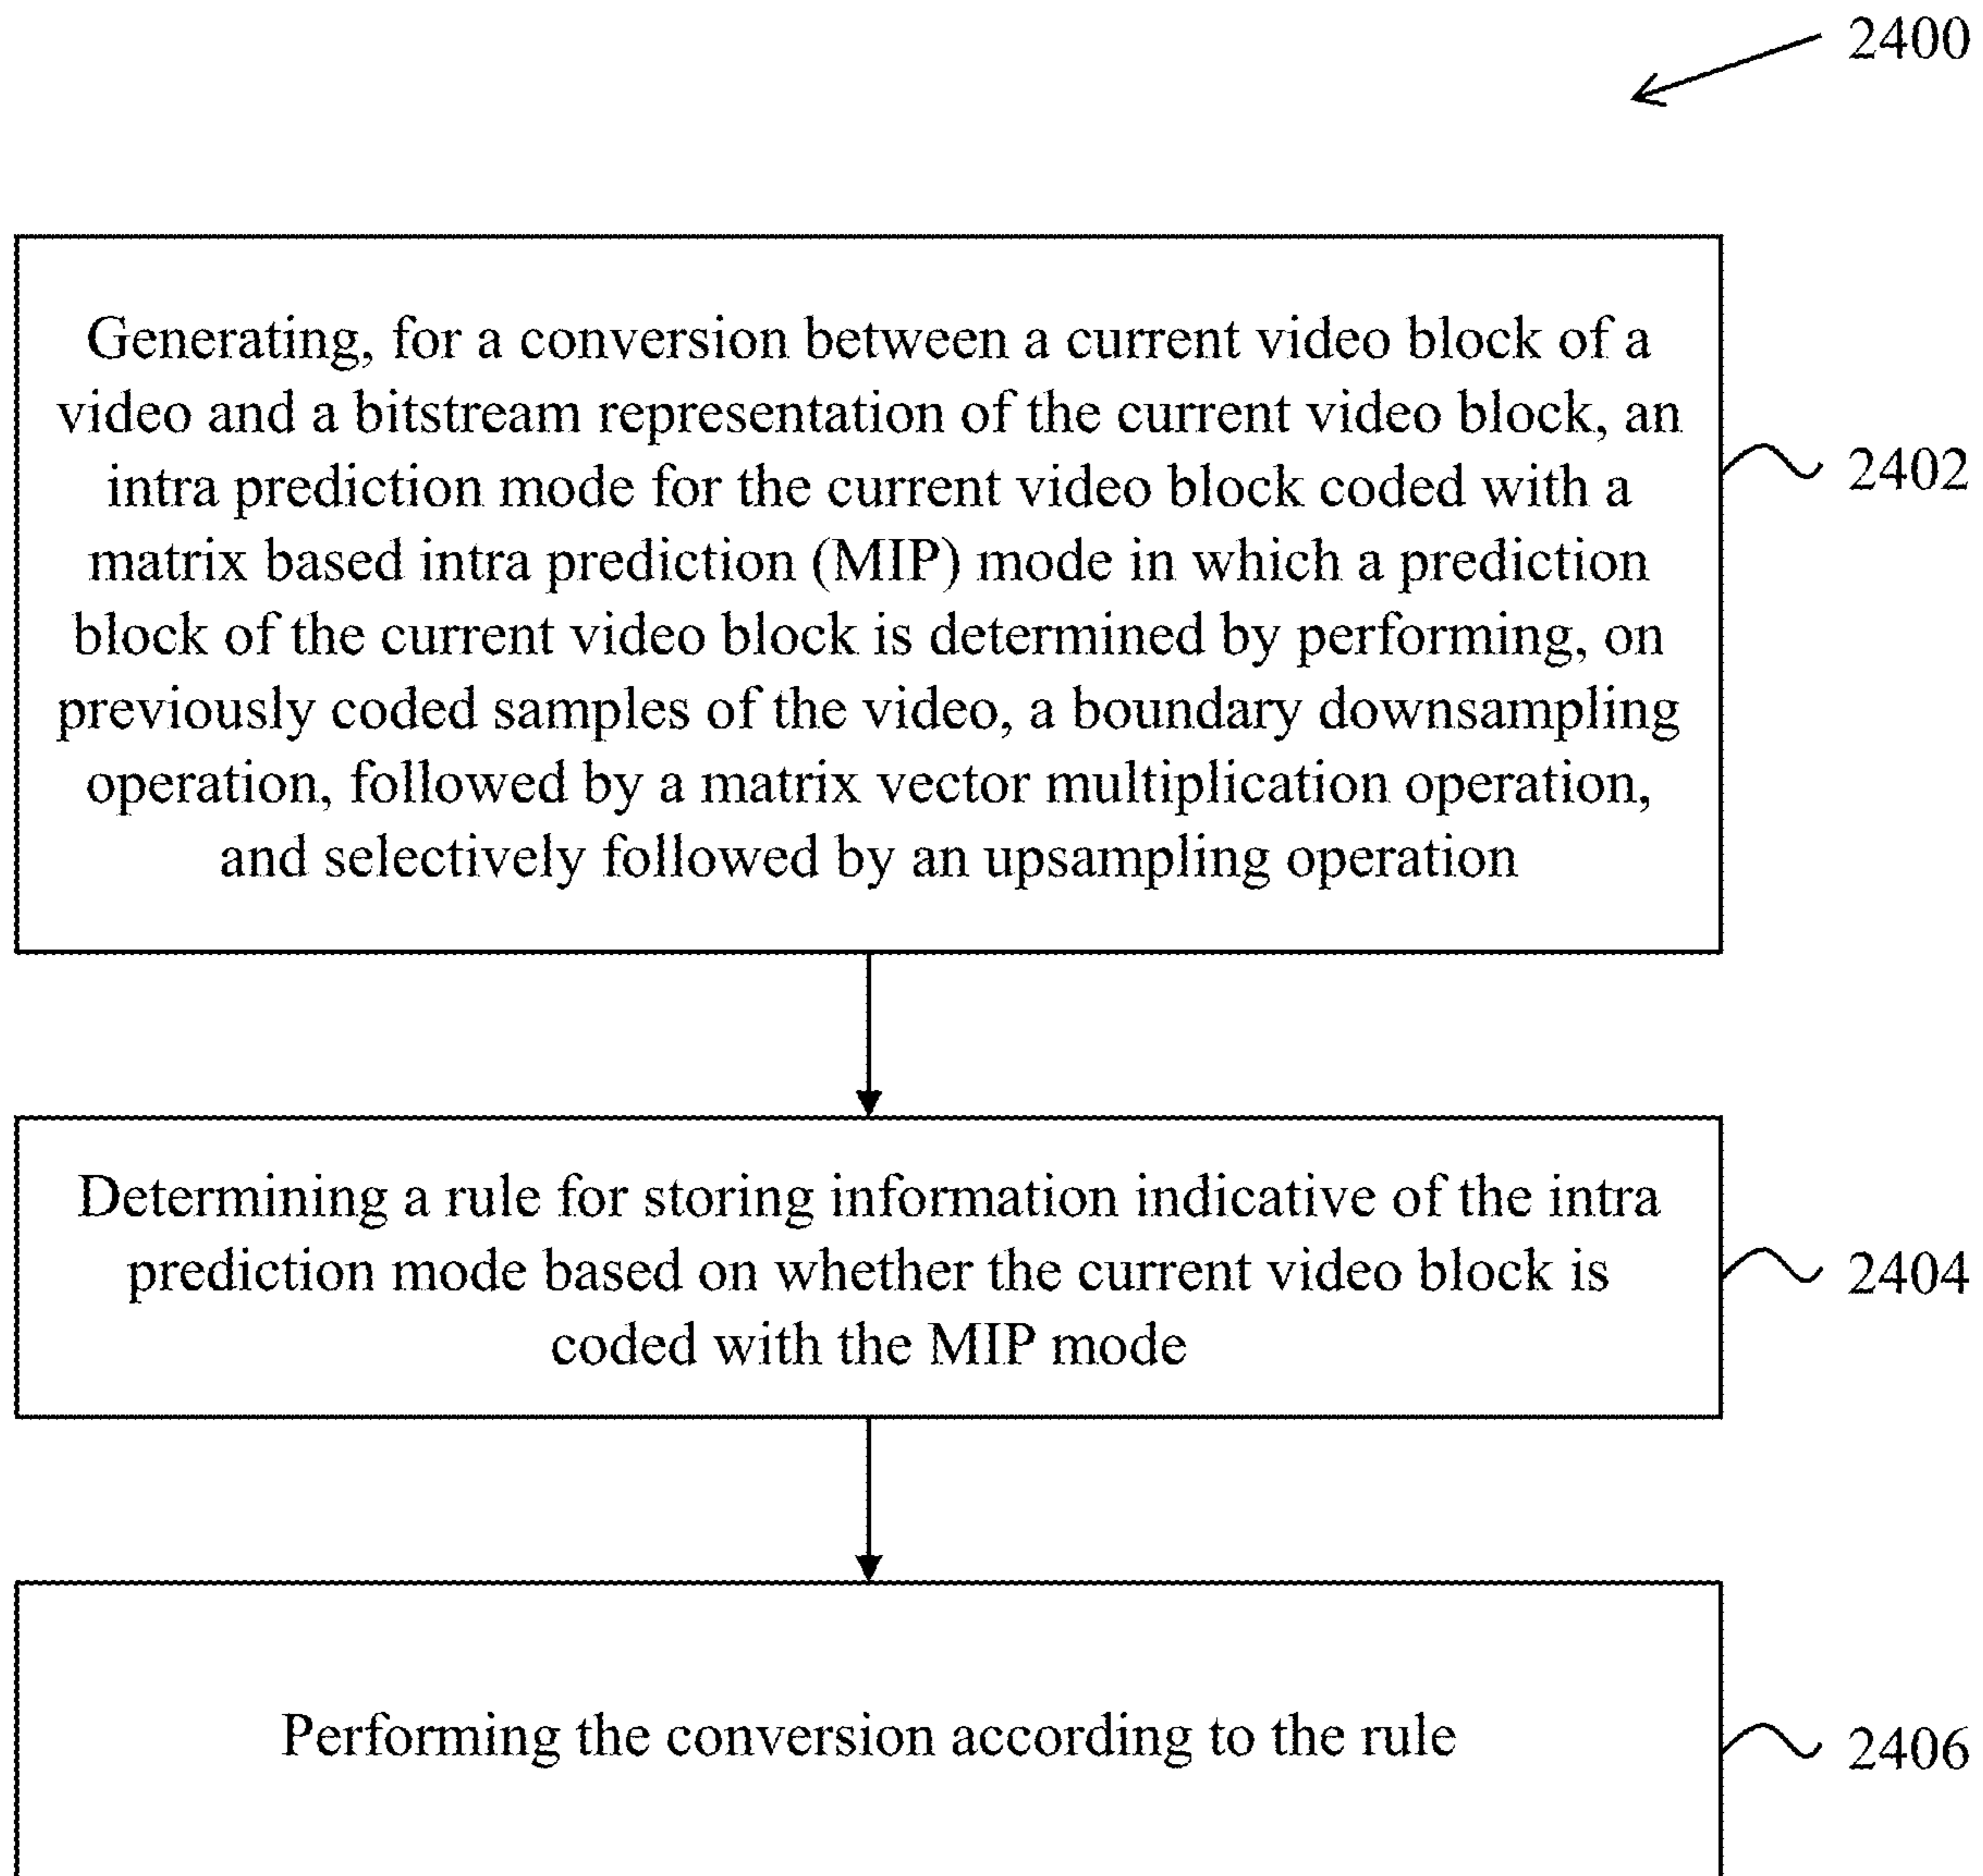 2400
Generating, for a conversion between a current video block of a
video and a bitstream representation of the current video block, an
intra prediction mode for the current video block coded with a
matrix based intra prediction (MIP) mode in which a prediction
block of the current video block is determined by performing, on
previously coded samples of the video, a boundary downsampling
operation, followed by a matrix vector multiplication operation,
and selectively followed by an upsampling operation
2402
Determining a rule for storing information indicative of the intra
prediction mode based on whether the current video block is
coded with the MIP mode
2404
Performing the conversion according to the rule
2406